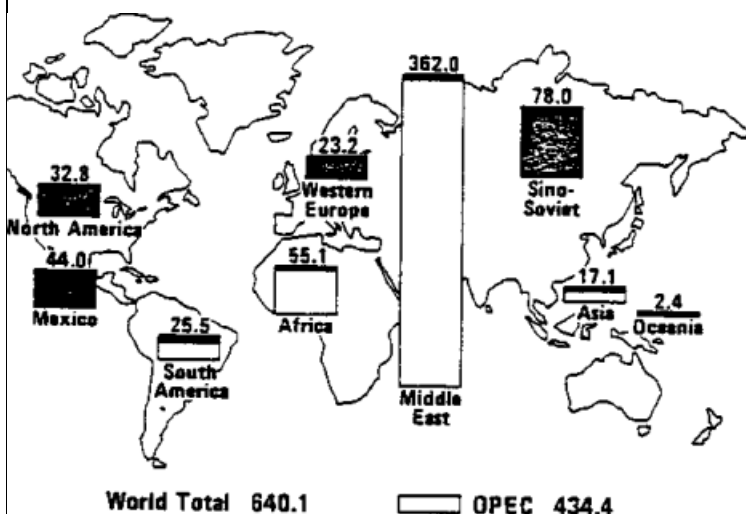 362.0
78.0
23.2
Western
Europe
Sino-
Soviet
32.8
North America
44.0
Mexico
55.1
Africa
17.1
Asia
2.4
Oceania
25.5
South
America
Middle
East
World Total 640.1
OPEC 434.4